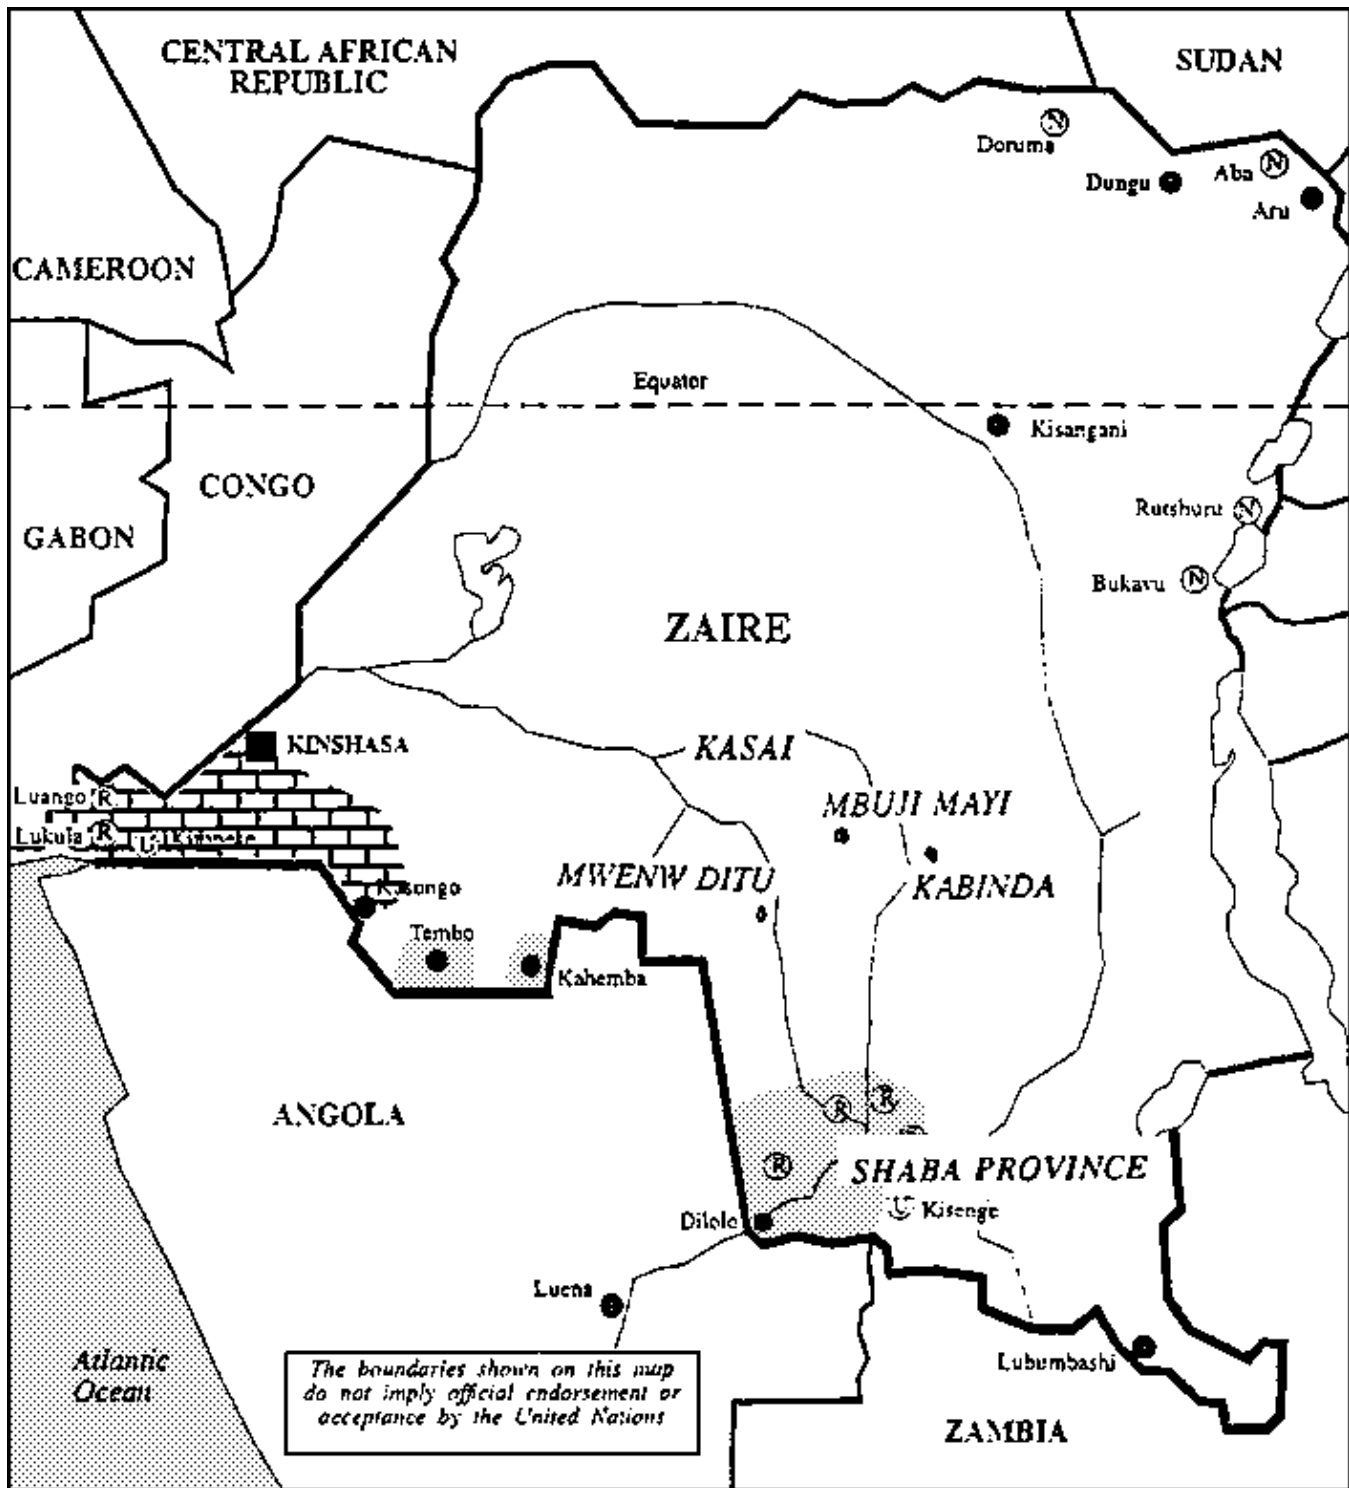 CENTRAL AFRICAN
REPUBLIC
SUDAN
N
Doruma
Aba N
Dungu
Aru
CAMEROON
Equator
Kisangani
CONGO
GABON
Rutshuru N
Bukavu N
ZAIRE
KINSHASA
KASAI
Luango R
MBUJI MAYI
Lukula R
MWENW DITU
KABINDA
Kasongo
Tembo
Kahemba
ANGOLA
R
R
R
SHABA PROVINCE
Kisenge
Dilolo
Luena
Lubumbashi
Atlantic
Ocean
The boundaries shown on this map
do not imply official endorsement or
acceptance by the United Nations
ZAMBIA